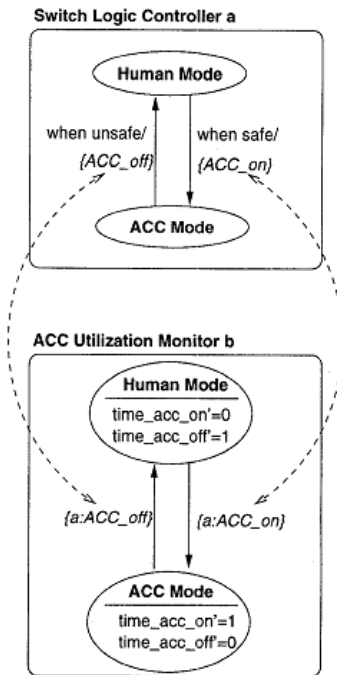 Switch Logic Controller a
Human Mode
when unsafe/ when safe/
{ACC_off} {ACC_on}
ACC Mode
ACC Utilization Monitor b
Human Mode
time_acc_on'=0
time_acc_off'=1
{a:ACC_off} {a:ACC_on}
ACC Mode
time_acc_on'=1
time_acc_off'=0